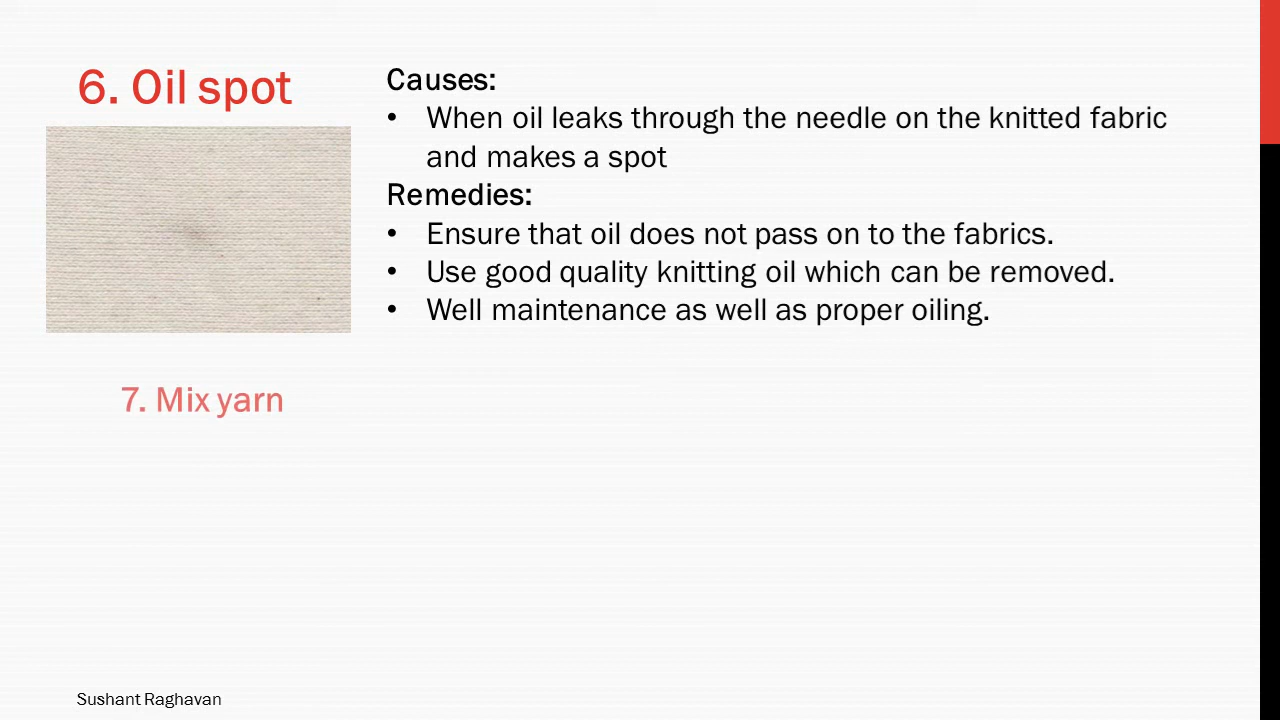 6. Oil spot
Causes:
• When oil leaks through the needle on the knitted fabric
and makes a spot
Remedies:
• Ensure that oil does not pass on to the fabrics.
• Use good quality knitting oil which can be removed.
• Well maintenance as well as proper oiling.
7. Mix yarn
Sushant Raghavan